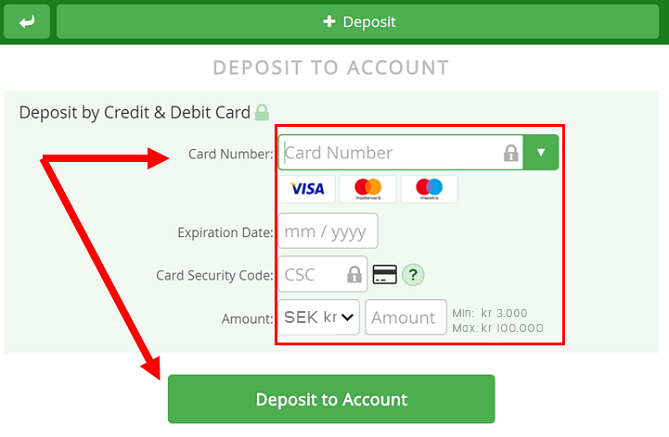 + Deposit
DEPOSIT TO ACCOUNT
Deposit by Credit & Debit Card
Card Number: Card Number
VISA mastercard maestro
Expiration Date: mm / yyyy
Card Security Code: CSC ?
Amount: SEK kr Amount
Min: kr 3.000
Max: kr 100.000
Deposit to Account